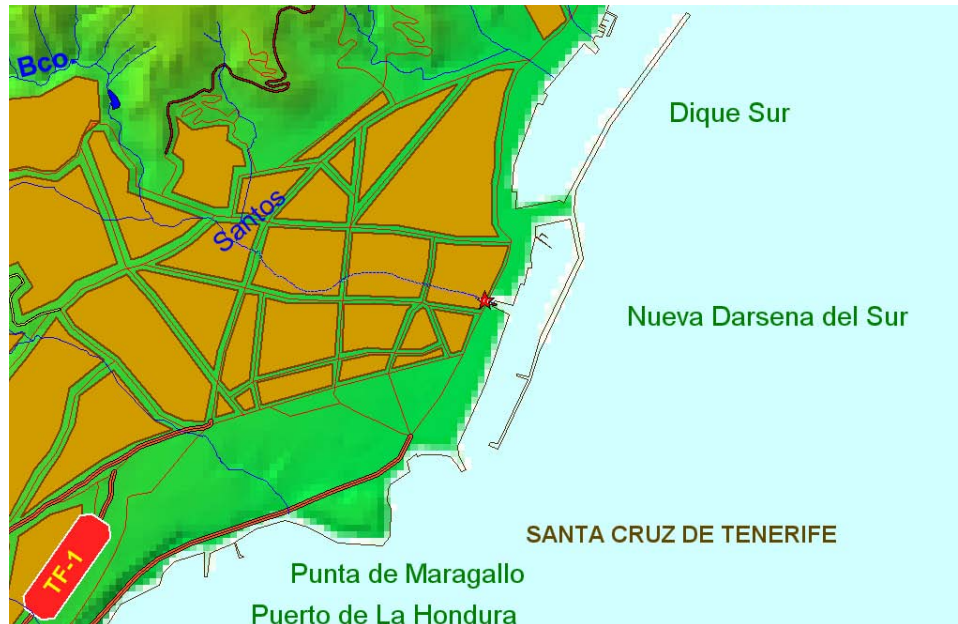 Bco.
Dique Sur
Santos
Nueva Darsena del Sur
SANTA CRUZ DE TENERIFE
TF-1
Punta de Maragallo
Puerto de La Hondura